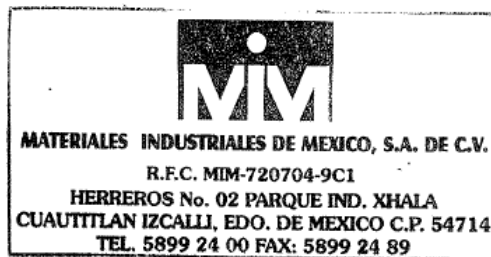 MIM
MATERIALES INDUSTRIALES DE MEXICO, S.A. DE C.V.
R.F.C. MIM-720704-9C1
HERREROS No. 02 PARQUE IND. XHALA
CUAUTITLAN IZCALLI, EDO. DE MEXICO C.P. 54714
TEL. 5899 24 00 FAX: 5899 24 89